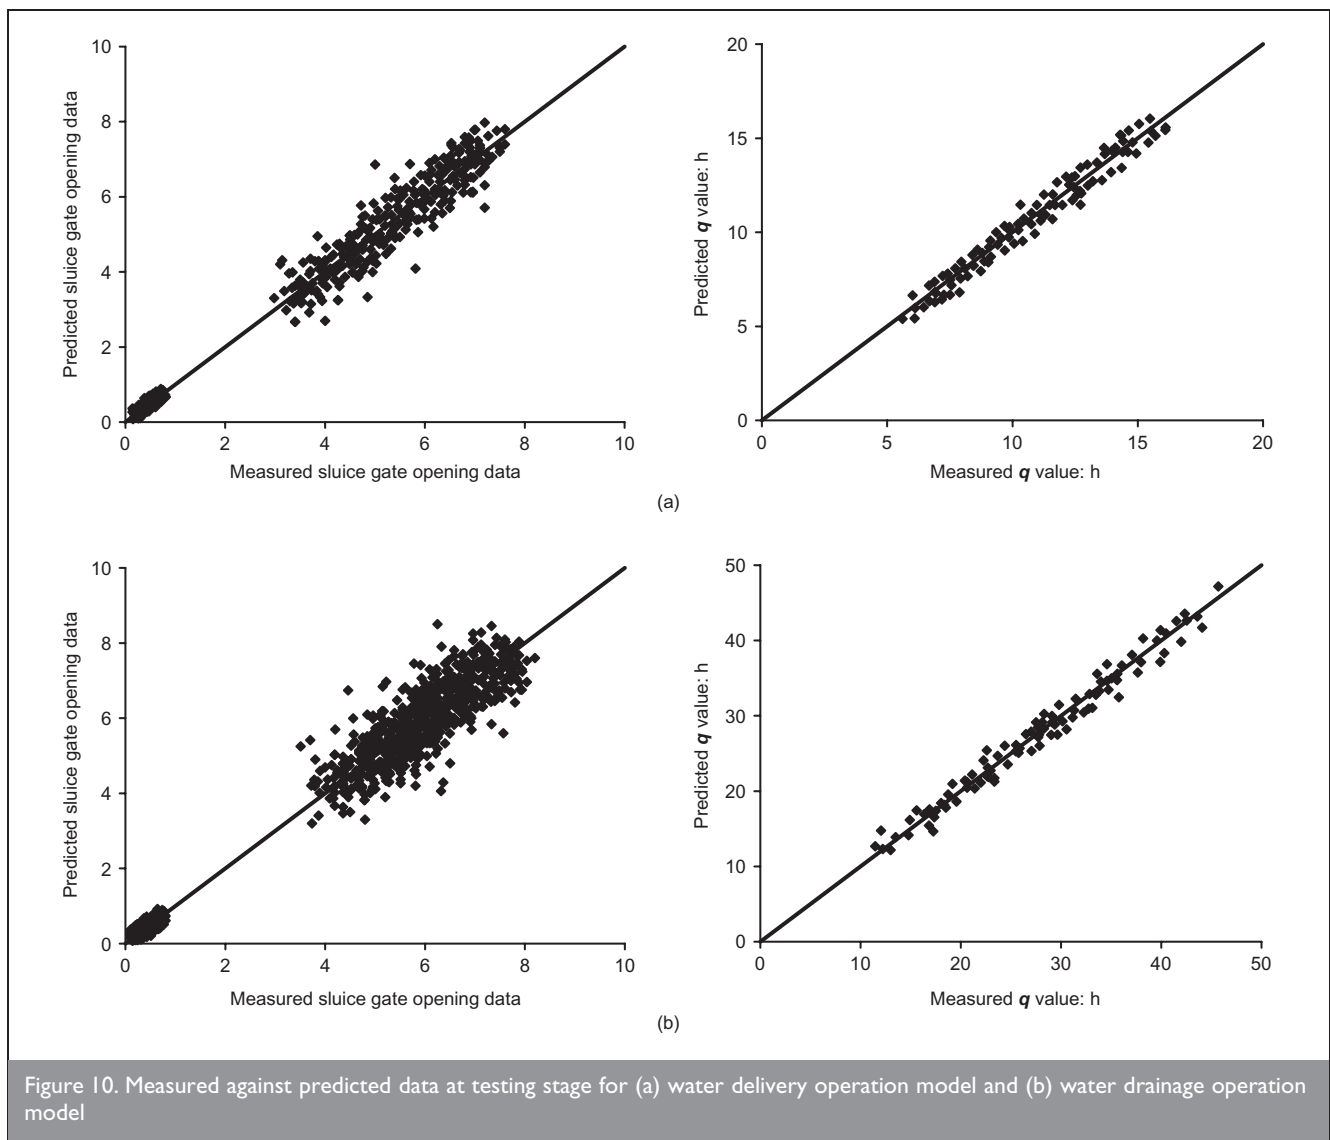 10
8
6
4
2
0
Predicted sluice gate opening data
0 2 4 6 8 10
Measured sluice gate opening data
20
15
10
5
0
Predicted q value: h
0 5 10 15 20
Measured q value: h
(a)
10
8
6
4
2
0
Predicted sluice gate opening data
0 2 4 6 8 10
Measured sluice gate opening data
50
40
30
20
10
0
Predicted q value: h
0 10 20 30 40 50
Measured q value: h
(b)
Figure 10. Measured against predicted data at testing stage for (a) water delivery operation model and (b) water drainage operation
model